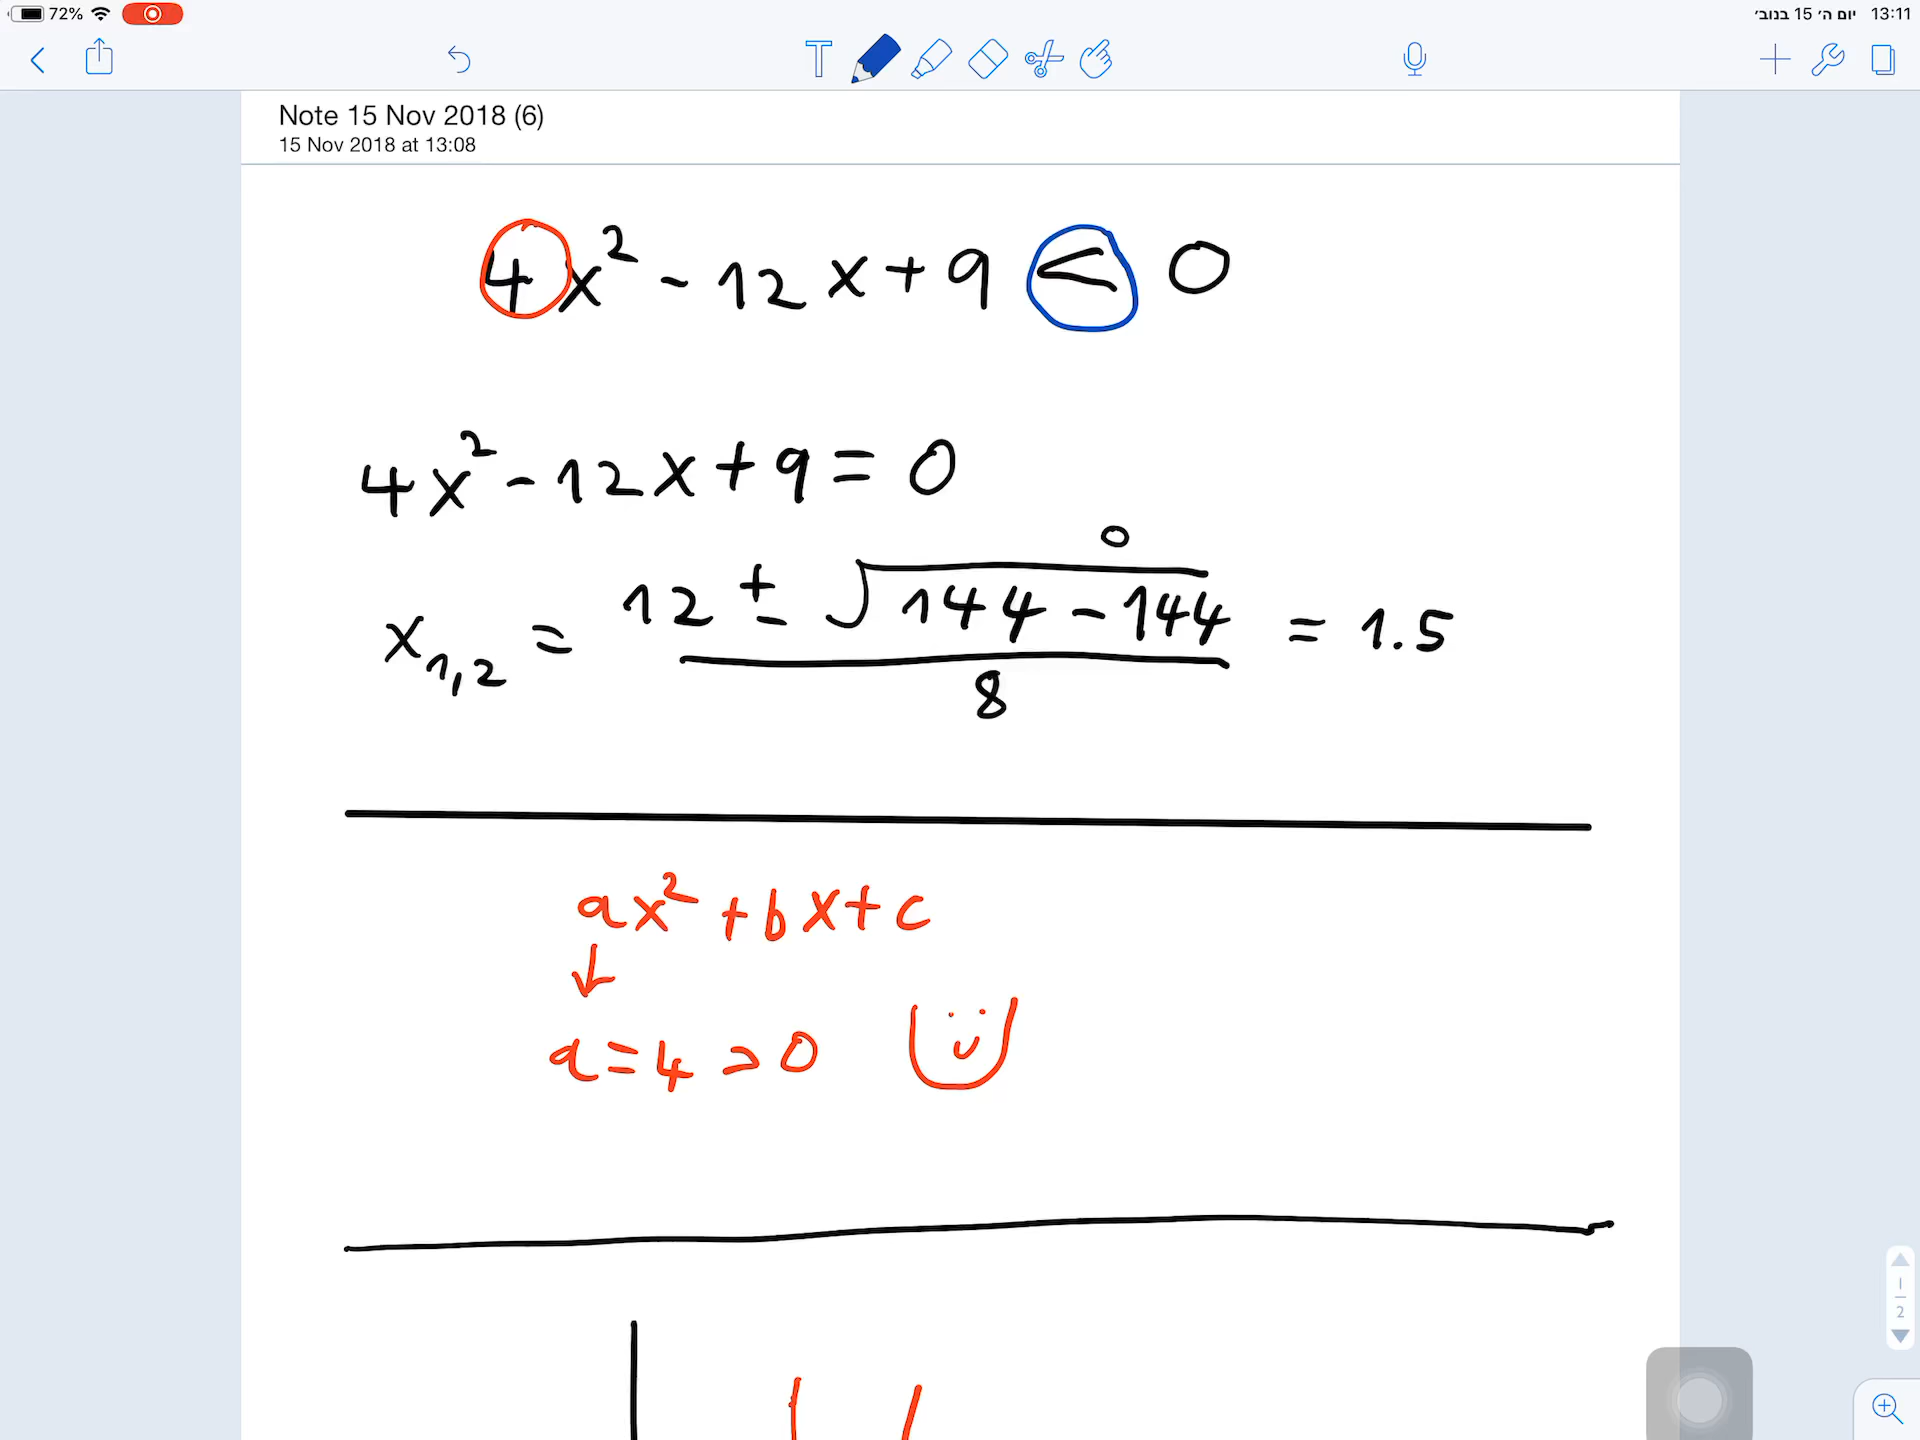 72%
יום ה׳ 15 בנוב׳ 13:11
T
Note 15 Nov 2018 (6)
15 Nov 2018 at 13:08
4x² - 12x + 9 < 0
4x² - 12x + 9 = 0
0
x₁,₂ = 12 ± √144 - 144 = 1.5
8
ax² + bx + c
a = 4 > 0
1
2